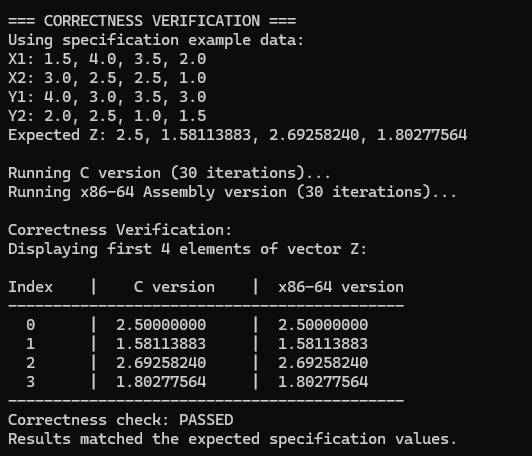 === CORRECTNESS VERIFICATION ===
Using specification example data:
X1: 1.5, 4.0, 3.5, 2.0
X2: 3.0, 2.5, 2.5, 1.0
Y1: 4.0, 3.0, 3.5, 3.0
Y2: 2.0, 2.5, 1.0, 1.5
Expected Z: 2.5, 1.58113883, 2.69258240, 1.80277564
Running C version (30 iterations)...
Running x86-64 Assembly version (30 iterations)...
Correctness Verification:
Displaying first 4 elements of vector Z:
Index | C version | x86-64 version
--------------------------------------------
0 | 2.50000000 | 2.50000000
1 | 1.58113883 | 1.58113883
2 | 2.69258240 | 2.69258240
3 | 1.80277564 | 1.80277564
--------------------------------------------
Correctness check: PASSED
Results matched the expected specification values.